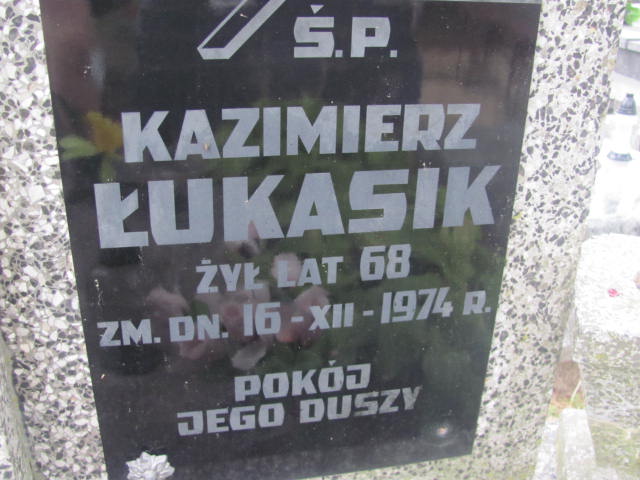 Ś.P.
KAZIMIERZ
ŁUKASIK
ŻYŁ LAT 68
ZM. DN. 16-XII-1974 R.
POKÓJ
JEGO DUSZY